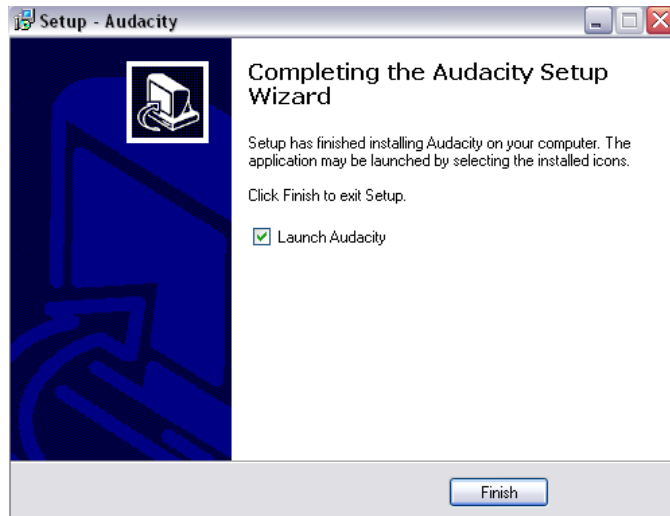 Setup - Audacity
Completing the Audacity Setup
Wizard
Setup has finished installing Audacity on your computer. The
application may be launched by selecting the installed icons.
Click Finish to exit Setup.
Launch Audacity
Finish